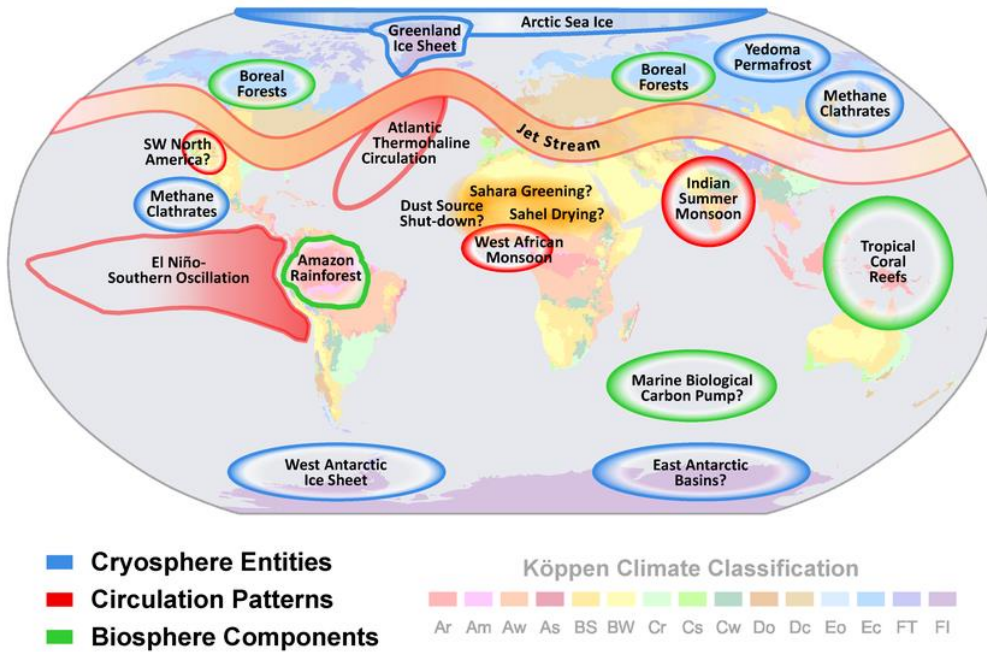 Arctic Sea Ice
Greenland
Ice Sheet
Yedoma
Permafrost
Boreal
Forests
Boreal
Forests
Methane
Clathrates
Jet Stream
Atlantic
Thermohaline
Circulation
SW North
America?
Methane
Clathrates
Sahara Greening?
Dust Source
Shut-down?
Sahel Drying?
Indian
Summer
Monsoon
West African
Monsoon
El Niño-
Southern Oscillation
Amazon
Rainforest
Tropical
Coral
Reefs
Marine Biological
Carbon Pump?
West Antarctic
Ice Sheet
East Antarctic
Basins?
Cryosphere Entities
Circulation Patterns
Biosphere Components
Köppen Climate Classification
Ar Am Aw As BS BW Cr Cs Cw Do Dc Eo Ec FT FI